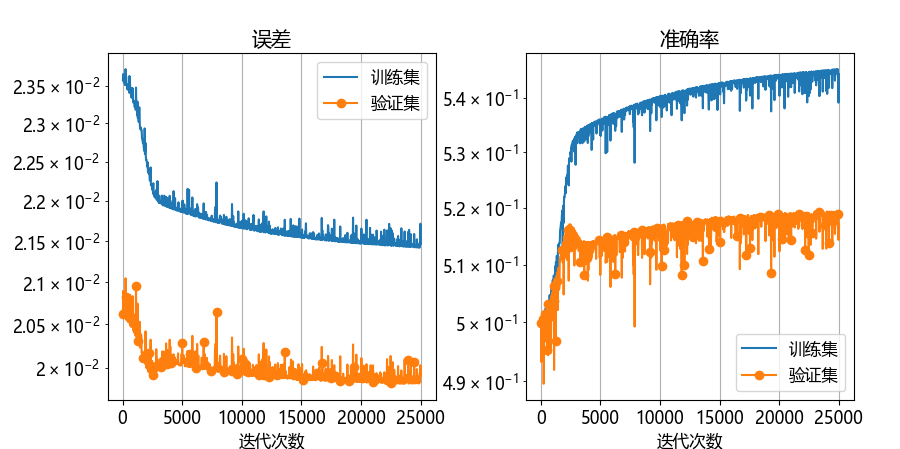 误差
2.35 × 10⁻²
2.3 × 10⁻²
2.25 × 10⁻²
2.2 × 10⁻²
2.15 × 10⁻²
2.1 × 10⁻²
2.05 × 10⁻²
2 × 10⁻²
训练集
验证集
0 5000 10000 15000 20000 25000
迭代次数
准确率
5.4 × 10⁻¹
5.3 × 10⁻¹
5.2 × 10⁻¹
5.1 × 10⁻¹
5 × 10⁻¹
4.9 × 10⁻¹
训练集
验证集
0 5000 10000 15000 20000 25000
迭代次数